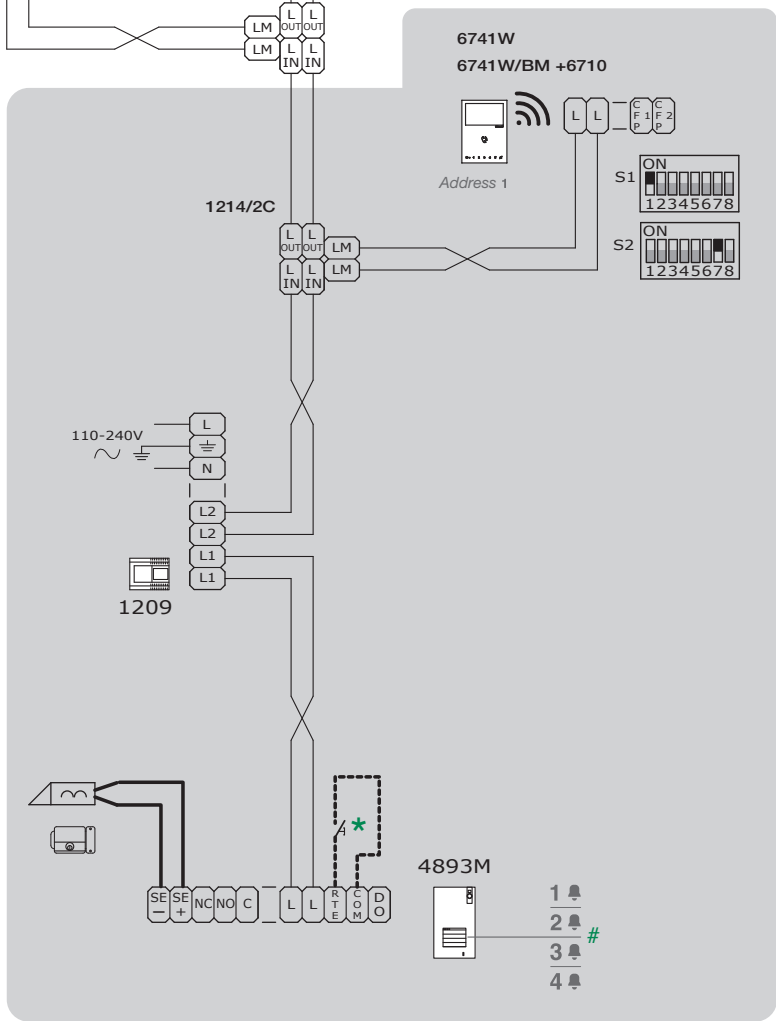 LM
LM
L OUT
L OUT
L IN
L IN
6741W
6741W/BM +6710
L
L
CFP 1
CFP 2
Address 1
S1
ON
12345678
S2
ON
12345678
1214/2C
L OUT
L OUT
LM
L IN
L IN
LM
110-240V
L
N
L2
L2
L1
L1
1209
*
4893M
SE −
SE +
NC
NO
C
L
L
RTE
COM
DO
1
2
#
3
4